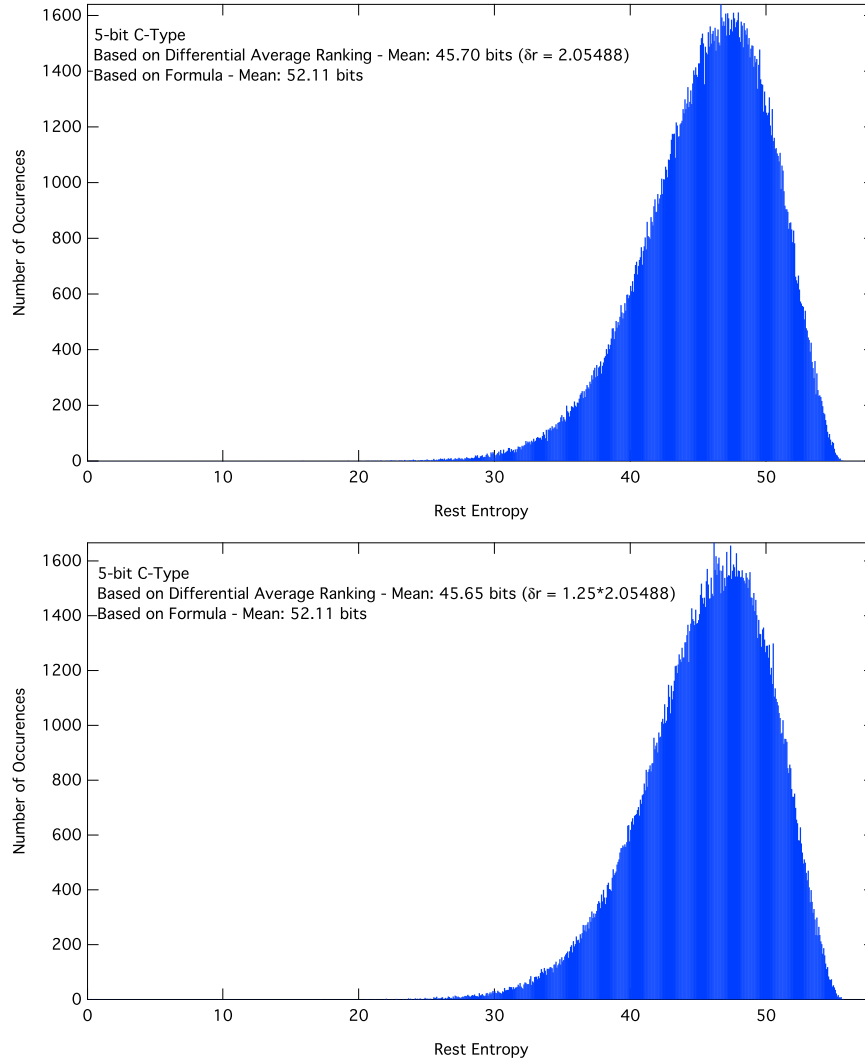 1600
5-bit C-Type
Based on Differential Average Ranking - Mean: 45.70 bits (δr = 2.05488)
1400
Based on Formula - Mean: 52.11 bits
1200
1000
800
600
400
200
0
Number of Occurences
0 10 20 30 40 50
Rest Entropy
1600
5-bit C-Type
Based on Differential Average Ranking - Mean: 45.65 bits (δr = 1.25*2.05488)
1400
Based on Formula - Mean: 52.11 bits
1200
1000
800
600
400
200
0
Number of Occurences
0 10 20 30 40 50
Rest Entropy